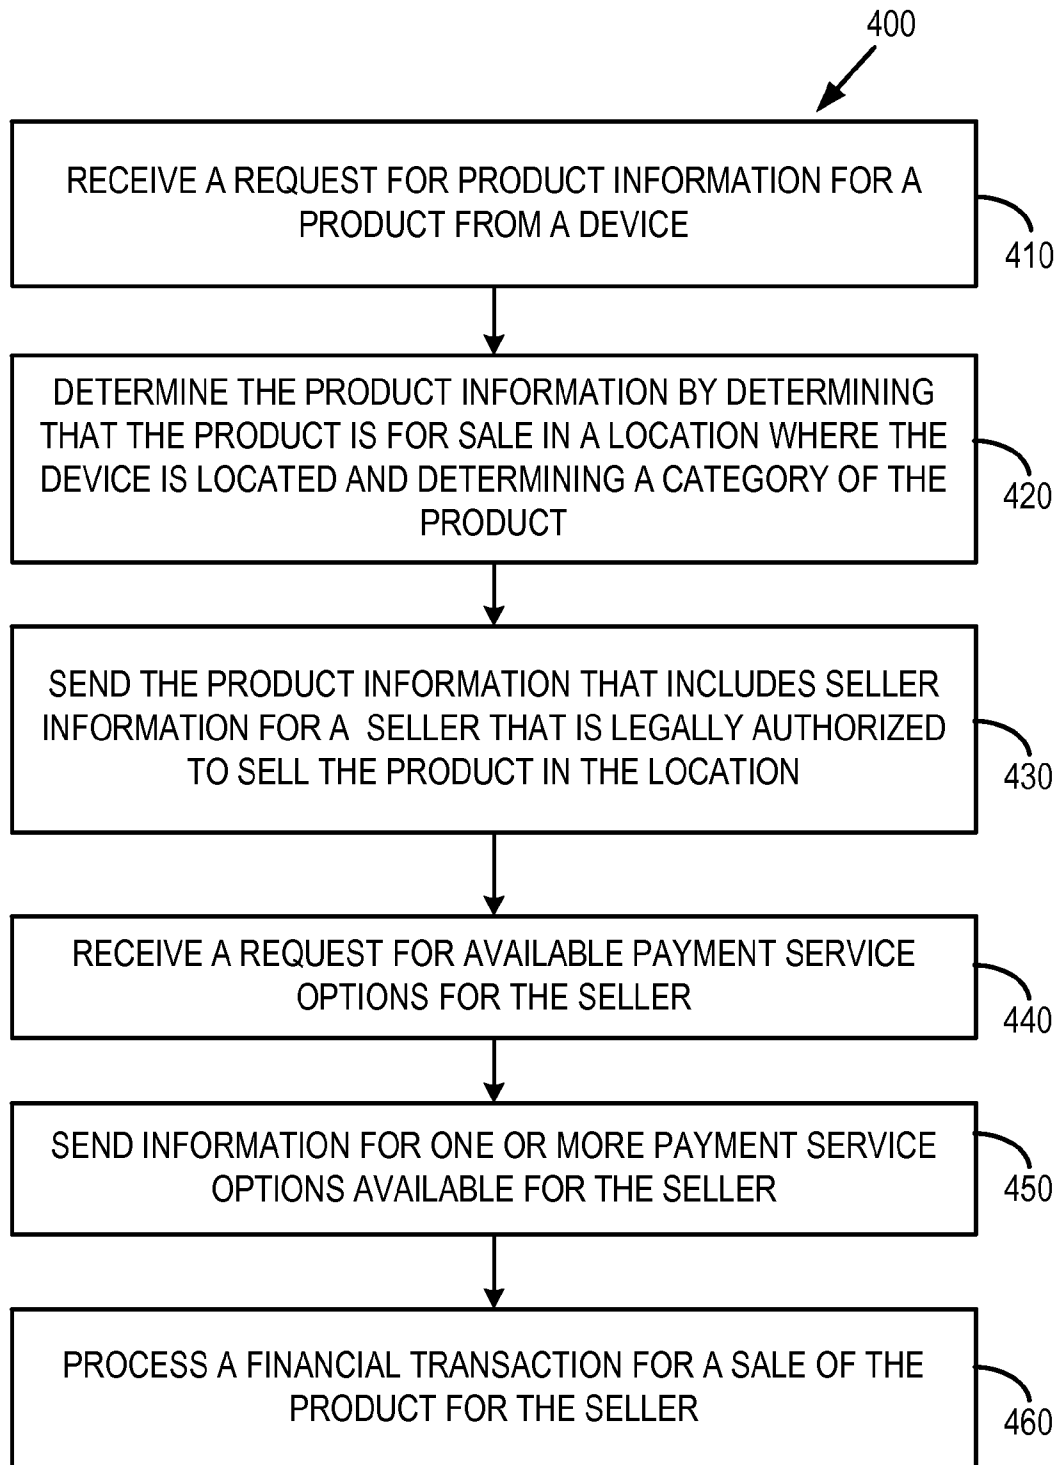 400
RECEIVE A REQUEST FOR PRODUCT INFORMATION FOR A
PRODUCT FROM A DEVICE
410
DETERMINE THE PRODUCT INFORMATION BY DETERMINING
THAT THE PRODUCT IS FOR SALE IN A LOCATION WHERE THE
DEVICE IS LOCATED AND DETERMINING A CATEGORY OF THE
PRODUCT
420
SEND THE PRODUCT INFORMATION THAT INCLUDES SELLER
INFORMATION FOR A SELLER THAT IS LEGALLY AUTHORIZED
TO SELL THE PRODUCT IN THE LOCATION
430
RECEIVE A REQUEST FOR AVAILABLE PAYMENT SERVICE
OPTIONS FOR THE SELLER
440
SEND INFORMATION FOR ONE OR MORE PAYMENT SERVICE
OPTIONS AVAILABLE FOR THE SELLER
450
PROCESS A FINANCIAL TRANSACTION FOR A SALE OF THE
PRODUCT FOR THE SELLER
460